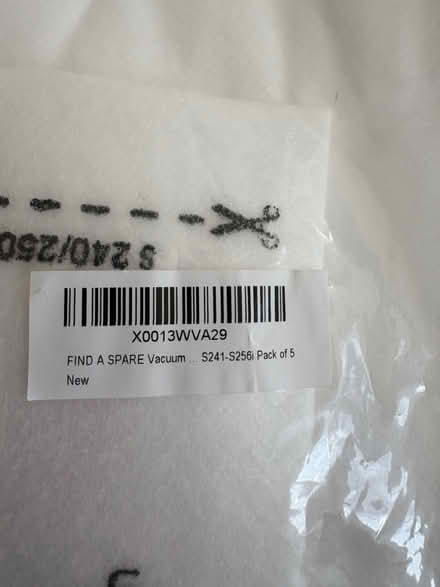 S 240/250
X0013WVA29
FIND A SPARE Vacuum ... S241-S256i Pack of 5
New